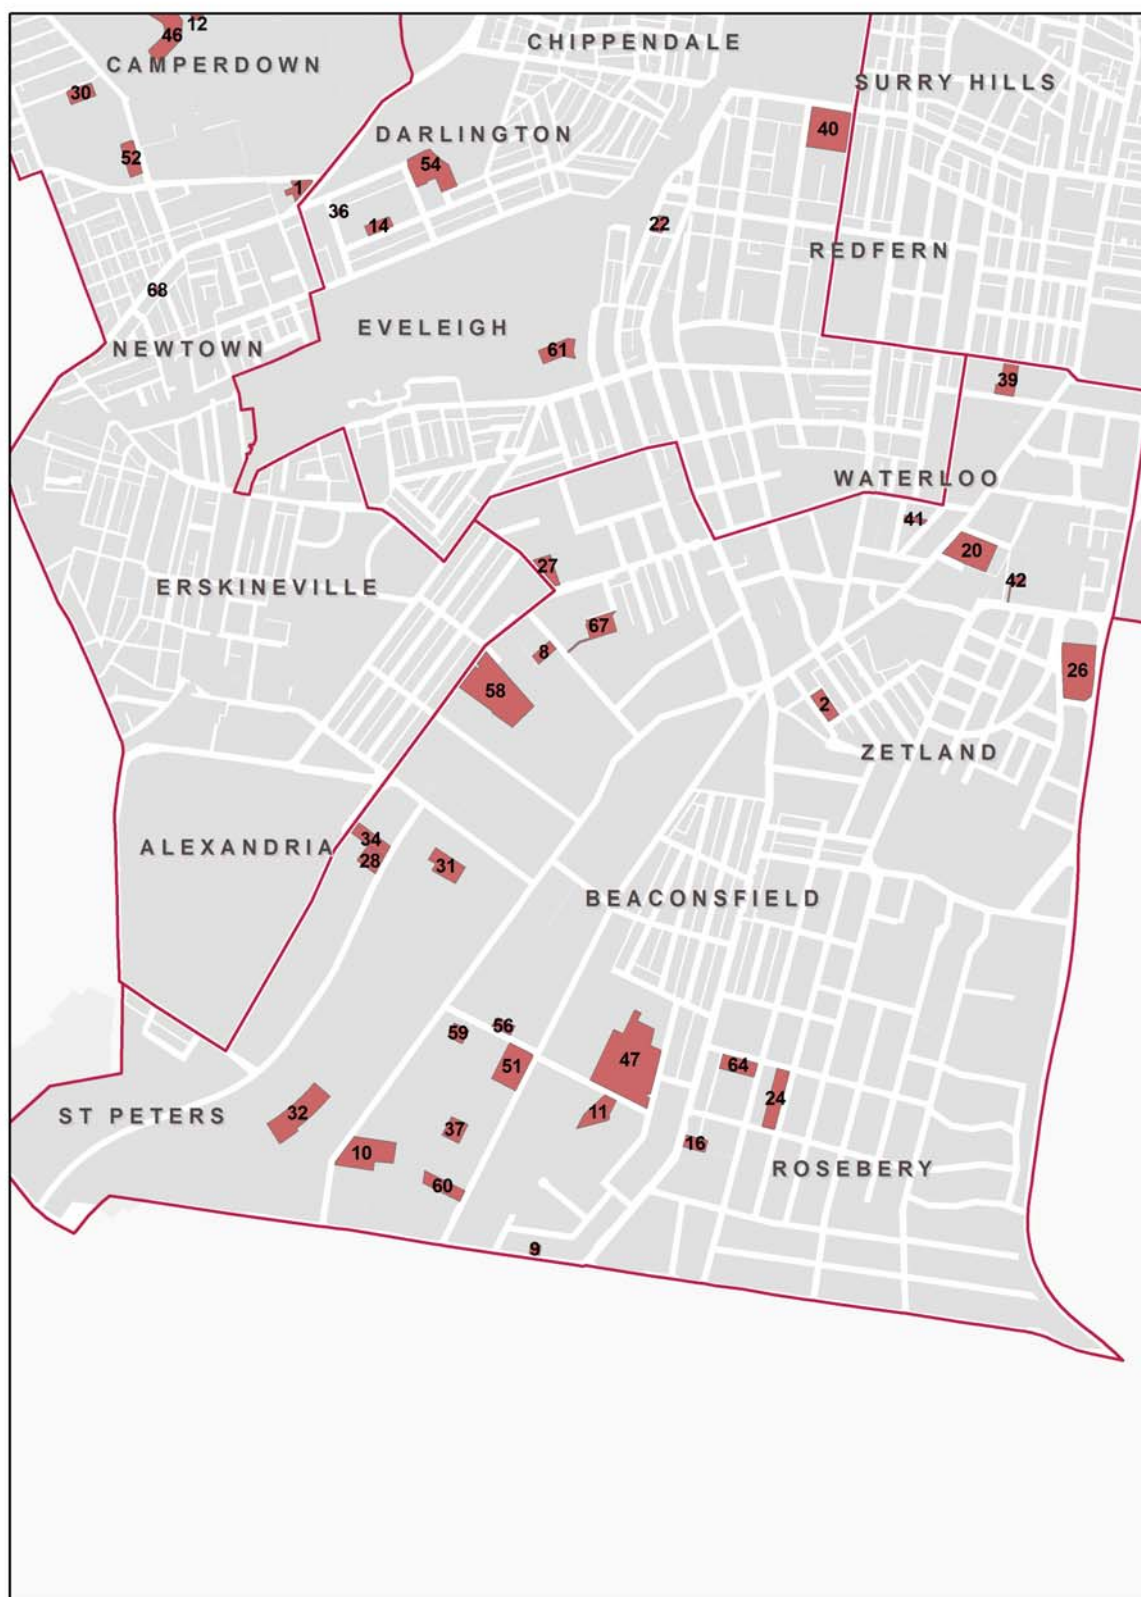 12
46
CHIPPENDALE
CAMPERDOWN
SURRY HILLS
30
40
DARLINGTON
52
54
1
36
14
22
REDFERN
68
EVELEIGH
NEWTOWN
61
39
WATERLOO
41
20
27
42
ERSKINEVILLE
67
8
26
58
2
ZETLAND
34
ALEXANDRIA
28
31
BEACONSFIELD
56
59
47
51
64
24
32
11
ST PETERS
37
16
10
ROSEBERY
60
9